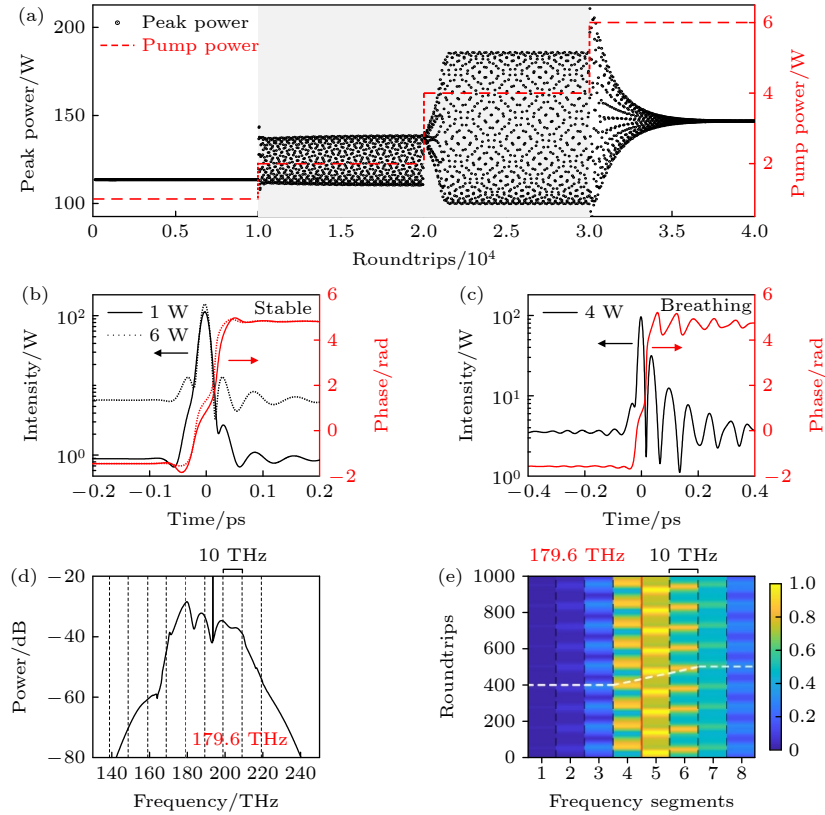 (a)
Peak power
Pump power
Peak power/W
200
150
100
Pump power/W
6
4
2
0
0.5
1.0
1.5
2.0
2.5
3.0
3.5
4.0
Roundtrips/10⁴
(b)
1 W
6 W
Stable
Intensity/W
10²
10¹
10⁰
Phase/rad
6
4
2
0
−2
−0.2
−0.1
0
0.1
0.2
Time/ps
(c)
4 W
Breathing
Intensity/W
10²
10¹
10⁰
Phase/rad
6
4
2
0
−2
−0.4
−0.2
0
0.2
0.4
Time/ps
(d)
10 THz
Power/dB
−20
−40
−60
−80
179.6 THz
140
160
180
200
220
240
Frequency/THz
(e)
179.6 THz
10 THz
Roundtrips
1000
800
600
400
200
0
1
2
3
4
5
6
7
8
Frequency segments
1.0
0.8
0.6
0.4
0.2
0